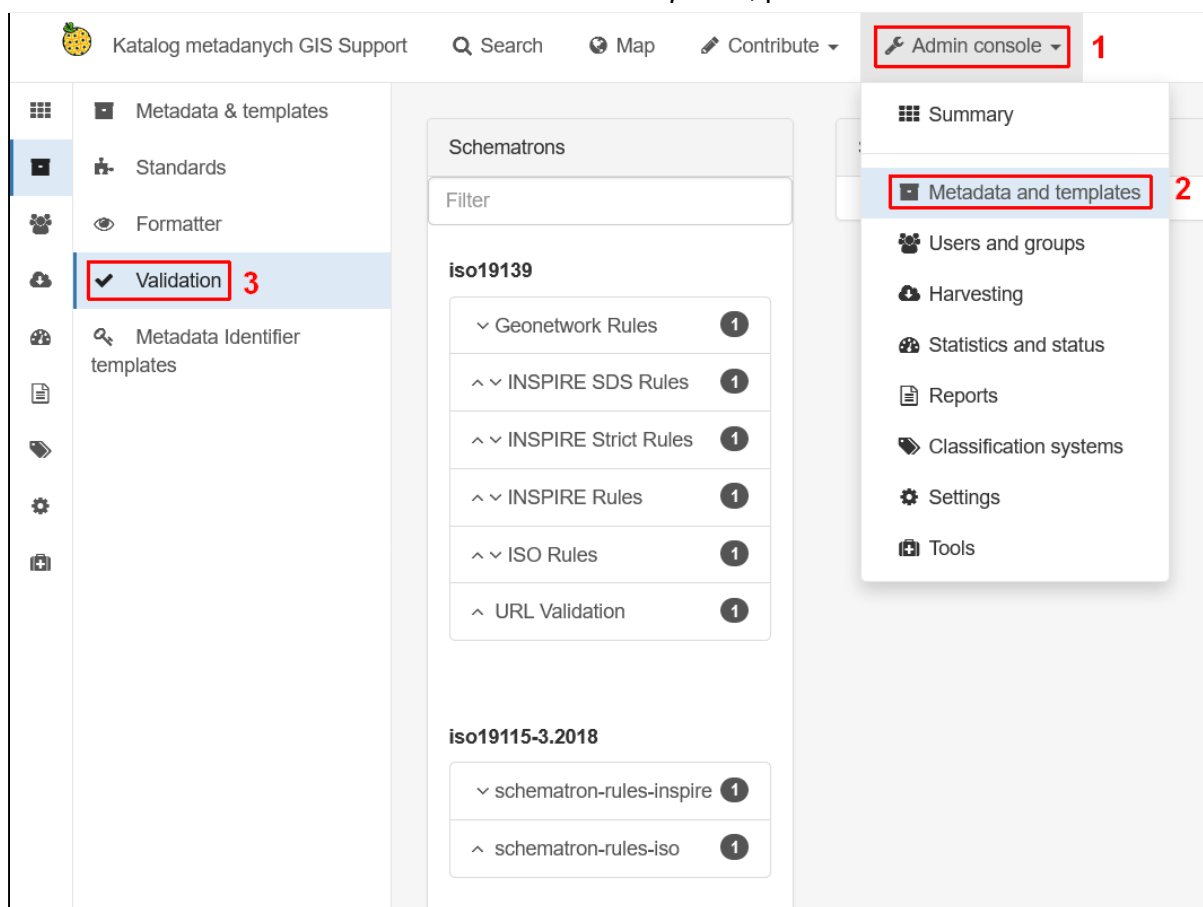 Katalog metadanych GIS Support Search Map Contribute Admin console 1
Metadata & templates
Standards
Formatter
Validation 3
Metadata Identifier
templates
Schematrons
Filter
iso19139
Geonetwork Rules 1
INSPIRE SDS Rules 1
INSPIRE Strict Rules 1
INSPIRE Rules 1
ISO Rules 1
URL Validation 1
iso19115-3.2018
schematron-rules-inspire 1
schematron-rules-iso 1
Summary
Metadata and templates 2
Users and groups
Harvesting
Statistics and status
Reports
Classification systems
Settings
Tools